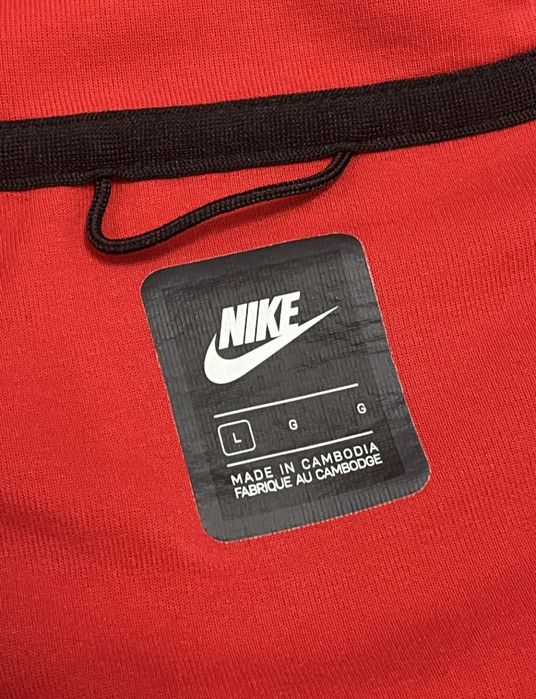 NIKE
L G G
MADE IN CAMBODIA
FABRIQUE AU CAMBODGE